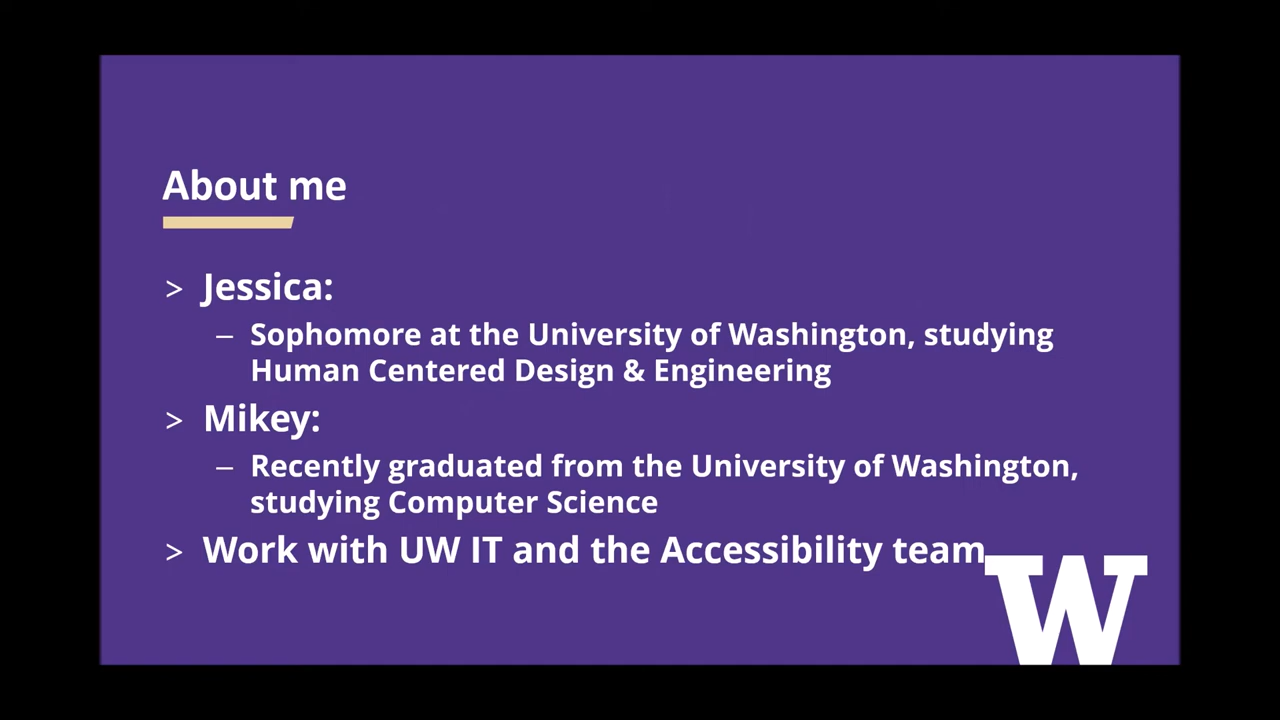 About me
> Jessica:
– Sophomore at the University of Washington, studying
Human Centered Design & Engineering
> Mikey:
– Recently graduated from the University of Washington,
studying Computer Science
> Work with UW IT and the Accessibility team
W